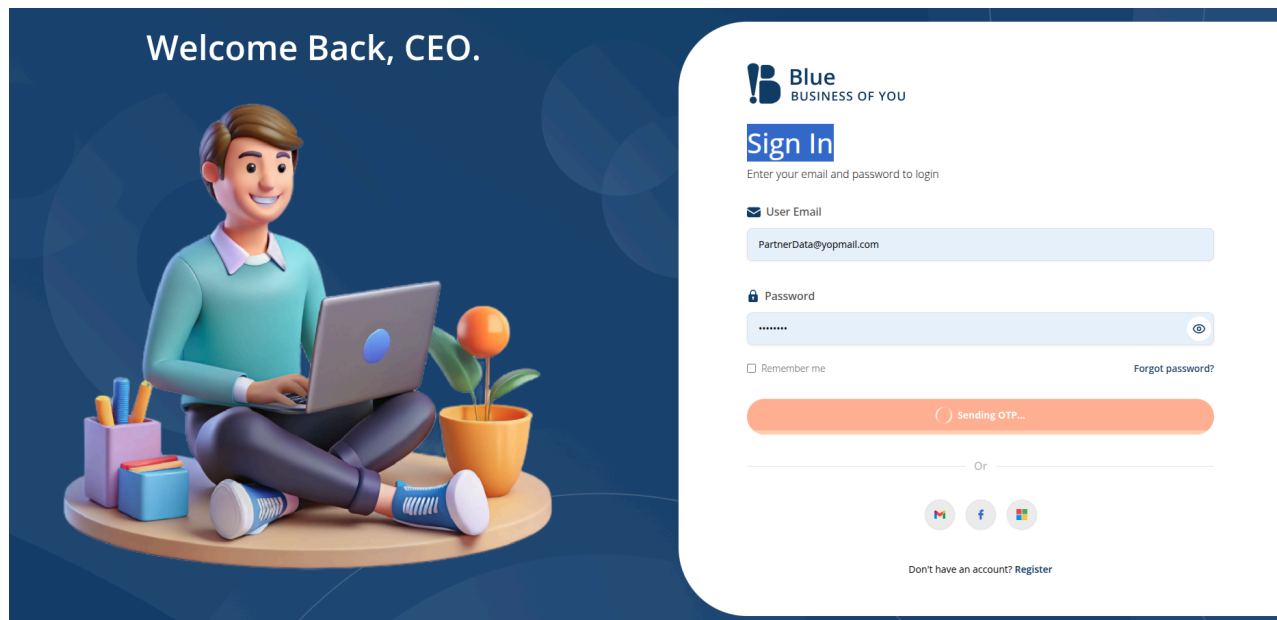 Welcome Back, CEO.
Blue
BUSINESS OF YOU
Sign In
Enter your email and password to login
User Email
PartnerData@yopmail.com
Password
••••••••
Remember me
Forgot password?
Sending OTP...
Or
Don't have an account? Register